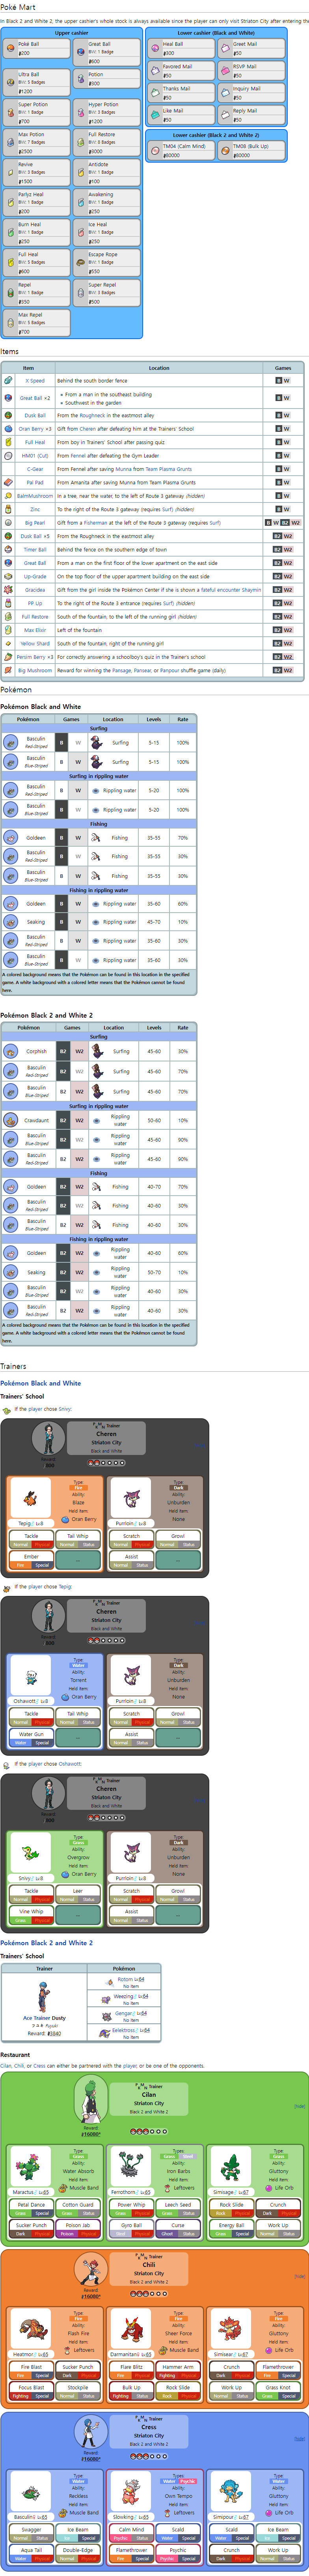 Poké Mart
In Black 2 and White 2, the upper cashier's whole stock is always available since the player can only visit Striaton City after entering the
Upper cashier
Poké Ball
200
Great Ball
BW: 1 Badge
600
Ultra Ball
BW: 5 Badges
1200
Potion
300
Super Potion
BW: 1 Badge
700
Hyper Potion
BW: 3 Badges
1200
Max Potion
BW: 7 Badges
2500
Full Restore
BW: 8 Badges
3000
Revive
BW: 3 Badges
1500
Antidote
BW: 1 Badge
100
Parlyz Heal
BW: 1 Badge
200
Awakening
BW: 1 Badge
250
Burn Heal
BW: 1 Badge
250
Ice Heal
BW: 1 Badge
250
Full Heal
BW: 5 Badges
600
Escape Rope
BW: 1 Badge
550
Repel
BW: 1 Badge
350
Super Repel
BW: 3 Badges
500
Max Repel
700
Lower cashier (Black and White)
Heal Ball
300
Greet Mail
50
Favored Mail
50
RSVP Mail
50
Thanks Mail
50
Inquiry Mail
50
Like Mail
50
Reply Mail
50
Lower cashier (Black 2 and White 2)
TM04 (Calm Mind)
80000
TM08 (Bulk Up)
80000
Items
Item Location Games
X Speed Behind the south border fence B W
Great Ball ×2
From a man in the southeast building
Southwest in the garden
B W
Dusk Ball From the Roughneck in the eastmost alley B W
Oran Berry ×3 Gift from Cheren after defeating him at the Trainers' School B W
Full Heal From boy in Trainers' School after passing quiz B W
HM01 (Cut) From Fennel after defeating the Gym Leader B W
C-Gear From Fennel after saving Munna from Team Plasma Grunts B W
Pal Pad From Amanita after saving Munna from Team Plasma Grunts B W
BalmMushroom In a tree, near the water, to the left of Route 3 gateway (hidden) B W
Zinc To the right of the Route 3 gateway (requires Surf) (hidden) B W
Big Pearl Gift from a Fisherman at the left of the Route 3 gateway (requires Surf) B W B2 W2
Dusk Ball ×5 From the Roughneck in the eastmost alley B2 W2
Timer Ball Behind the fence on the southern edge of town B2 W2
Great Ball From a man on the first floor of the lower apartment on the east side B2 W2
Up-Grade On the top floor of the upper apartment building on the east side B2 W2
Gracidea Gift from the girl inside the Pokémon Center if she is shown a fateful encounter Shaymin B2 W2
PP Up To the right of the Route 3 entrance (requires Surf) (hidden) B2 W2
Full Restore South of the fountain, to the left of the running girl (hidden) B2 W2
Max Elixir Left of the fountain B2 W2
Yellow Shard South of the fountain, right of the running girl B2 W2
Persim Berry ×3 For correctly answering a schoolboy's quiz in the Trainer's school B2 W2
Big Mushroom Reward for winning the Pansage, Pansear, or Panpour shuffle game (daily) B2 W2
Pokémon
Pokémon Black and White
Pokémon Games Location Levels Rate
Surfing
Basculin
Red-Striped
B W Surfing 5-15 100%
Basculin
Blue-Striped
B W Surfing 5-15 100%
Surfing in rippling water
Basculin
Red-Striped
B W Rippling water 5-20 100%
Basculin
Blue-Striped
B W Rippling water 5-20 100%
Fishing
Goldeen B W Fishing 35-55 70%
Basculin
Red-Striped
B W Fishing 35-55 30%
Basculin
Blue-Striped
B W Fishing 35-55 30%
Fishing in rippling water
Goldeen B W Rippling water 35-60 60%
Seaking B W Rippling water 45-70 10%
Basculin
Red-Striped
B W Rippling water 35-60 30%
Basculin
Blue-Striped
B W Rippling water 35-60 30%
A colored background means that the Pokémon can be found in this location in the specified
game. A white background with a colored letter means that the Pokémon cannot be found
here.
Pokémon Black 2 and White 2
Pokémon Games Location Levels Rate
Surfing
Corphish B2 W2 Surfing 45-60 30%
Basculin
Red-Striped
B2 W2 Surfing 45-60 70%
Basculin
Blue-Striped
B2 W2 Surfing 45-60 70%
Surfing in rippling water
Crawdaunt B2 W2 Rippling
water
50-60 10%
Basculin
Blue-Striped
B2 W2 Rippling
water
45-60 90%
Basculin
Red-Striped
B2 W2 Rippling
water
45-60 90%
Fishing
Goldeen B2 W2 Fishing 40-70 70%
Basculin
Red-Striped
B2 W2 Fishing 40-60 30%
Basculin
Blue-Striped
B2 W2 Fishing 40-60 30%
Fishing in rippling water
Goldeen B2 W2 Rippling
water
40-60 60%
Seaking B2 W2 Rippling
water
50-70 10%
Basculin
Blue-Striped
B2 W2 Rippling
water
40-60 30%
Basculin
Red-Striped
B2 W2 Rippling
water
40-60 30%
A colored background means that the Pokémon can be found in this location in the specified
game. A white background with a colored letter means that the Pokémon cannot be found
here.
Trainers
Pokémon Black and White
Trainers' School
If the player chose Snivy:
Trainer
Cheren
Striaton City
Black and White
Reward:
800
Type:
Fire
Ability:
Blaze
Held item:
Oran Berry
Tepig♂ Lv.8
Tackle
Normal Physical
Tail Whip
Normal Status
Ember
Fire Special
--
Type:
Dark
Ability:
Unburden
Held item:
None
Purrloin♂ Lv.8
Scratch
Normal Physical
Growl
Normal Status
Assist
Normal Status
--
If the player chose Tepig:
Trainer
Cheren
Striaton City
Black and White
Reward:
800
Type:
Water
Ability:
Torrent
Held item:
Oran Berry
Oshawott♂ Lv.8
Tackle
Normal Physical
Tail Whip
Normal Status
Water Gun
Water Special
--
Type:
Dark
Ability:
Unburden
Held item:
None
Purrloin♂ Lv.8
Scratch
Normal Physical
Growl
Normal Status
Assist
Normal Status
--
If the player chose Oshawott:
Trainer
Cheren
Striaton City
Black and White
Reward:
800
Type:
Grass
Ability:
Overgrow
Held item:
Oran Berry
Snivy♂ Lv.8
Tackle
Normal Physical
Leer
Normal Status
Vine Whip
Grass Physical
--
Type:
Dark
Ability:
Unburden
Held item:
None
Purrloin♂ Lv.8
Scratch
Normal Physical
Growl
Normal Status
Assist
Normal Status
--
Pokémon Black 2 and White 2
Trainers' School
Trainer Pokémon
Ace Trainer Dusty
Reward: 3840
Rotom Lv.64
No item
Weezing♂ Lv.64
No item
Gengar♂ Lv.64
No item
Eelektross♂ Lv.64
No item
Restaurant
Cilan, Chili, or Cress can either be partnered with the player, or be one of the opponents.
Trainer
Cilan
Striaton City
Black 2 and White 2
Reward:
[hide]
Type:
Grass
Ability:
Water Absorb
Held item:
Muscle Band
Maractus♂ Lv.65
Petal Dance
Grass Special
Cotton Guard
Grass Status
Sucker Punch
Dark Physical
Poison Jab
Poison Physical
Types:
Grass Steel
Ability:
Iron Barbs
Held item:
Leftovers
Ferrothorn♂ Lv.65
Power Whip
Grass Physical
Leech Seed
Grass Status
Gyro Ball
Steel Physical
Curse
Ghost Status
Type:
Grass
Ability:
Gluttony
Held item:
Life Orb
Simisage♂ Lv.67
Rock Slide
Rock Physical
Crunch
Dark Physical
Energy Ball
Grass Special
Work Up
Normal Status
Trainer
Chili
Striaton City
Black 2 and White 2
Reward:
[hide]
Type:
Fire
Ability:
Flash Fire
Held item:
Leftovers
Heatmor♂ Lv.65
Fire Blast
Fire Special
Sucker Punch
Dark Physical
Focus Blast
Fighting Special
Stockpile
Normal Status
Type:
Fire
Ability:
Sheer Force
Held item:
Muscle Band
Darmanitan♂ Lv.65
Flare Blitz
Fire Physical
Hammer Arm
Fighting Physical
Bulk Up
Fighting Status
Rock Slide
Rock Physical
Type:
Fire
Ability:
Gluttony
Held item:
Life Orb
Simisear♂ Lv.67
Crunch
Dark Physical
Flamethrower
Fire Special
Work Up
Normal Status
Grass Knot
Grass Special
Trainer
Cress
Striaton City
Black 2 and White 2
Reward:
[hide]
Type:
Water
Ability:
Reckless
Held item:
Muscle Band
Basculin♂ Lv.65
Swagger
Normal Status
Ice Beam
Ice Special
Aqua Tail
Water Physical
Double-Edge
Normal Physical
Types:
Water Psychic
Ability:
Own Tempo
Held item:
Leftovers
Slowking♂ Lv.65
Calm Mind
Psychic Status
Scald
Water Special
Flamethrower
Fire Special
Psychic
Psychic Special
Type:
Water
Ability:
Gluttony
Held item:
Life Orb
Simipour♂ Lv.67
Scald
Water Special
Ice Beam
Ice Special
Crunch
Dark Physical
Work Up
Normal Status